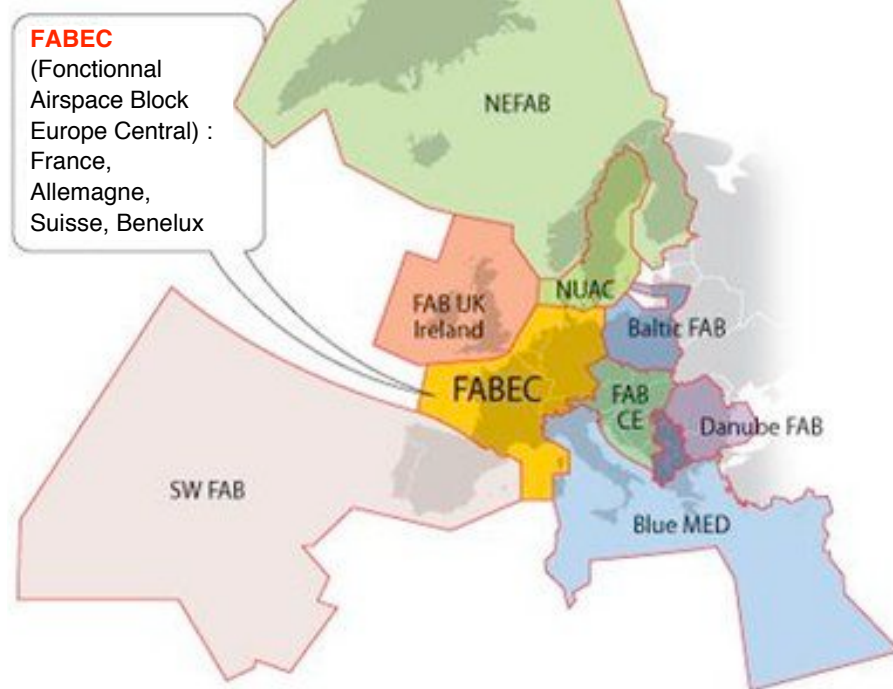 FABEC
(Fonctionnal
Airspace Block
Europe Central) :
France,
Allemagne,
Suisse, Benelux
NEFAB
FAB UK
Ireland
NUAC
Baltic FAB
FABEC
FAB
CE
Danube FAB
SW FAB
Blue MED